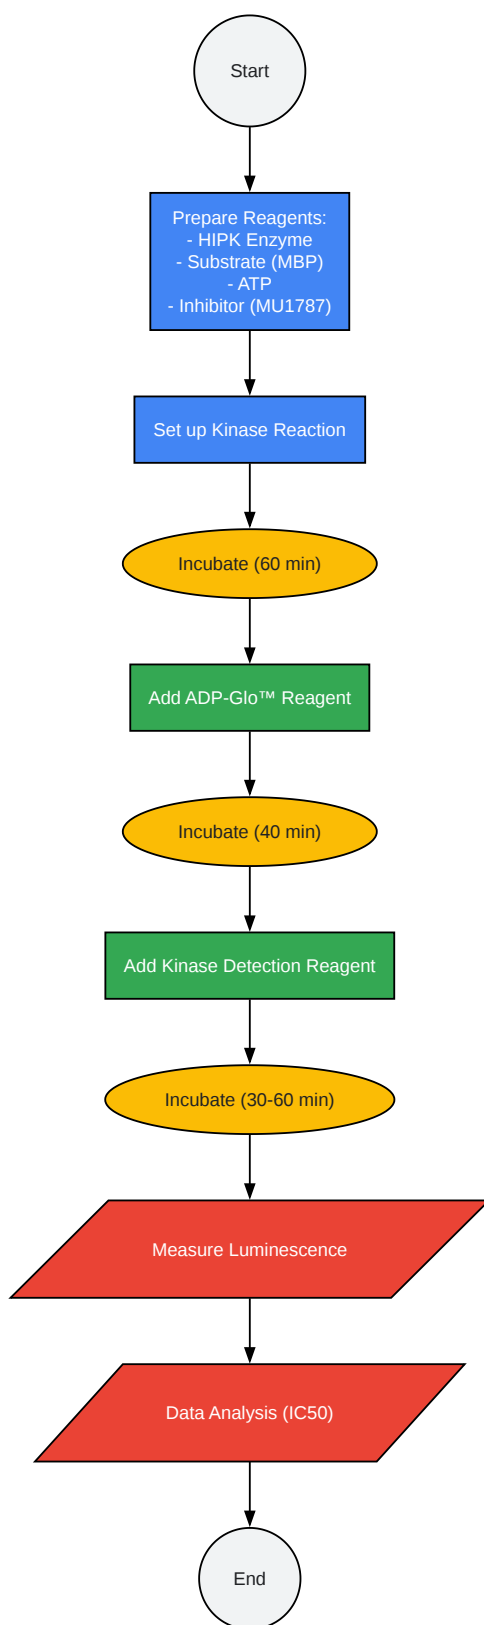 Start
Prepare Reagents:
- HIPK Enzyme
- Substrate (MBP)
- ATP
- Inhibitor (MU1787)
Set up Kinase Reaction
Incubate (60 min)
Add ADP-Glo™ Reagent
Incubate (40 min)
Add Kinase Detection Reagent
Incubate (30-60 min)
Measure Luminescence
Data Analysis (IC50)
End